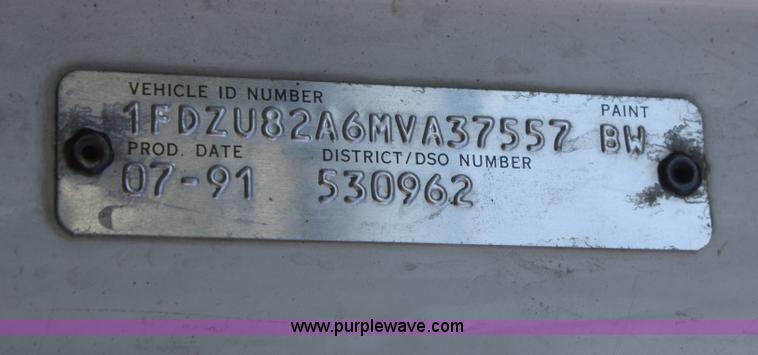 VEHICLE ID NUMBER PAINT
1FDZU82A6MVA37557 BW
PROD. DATE DISTRICT/DSO NUMBER
07-91 530962
www.purplewave.com